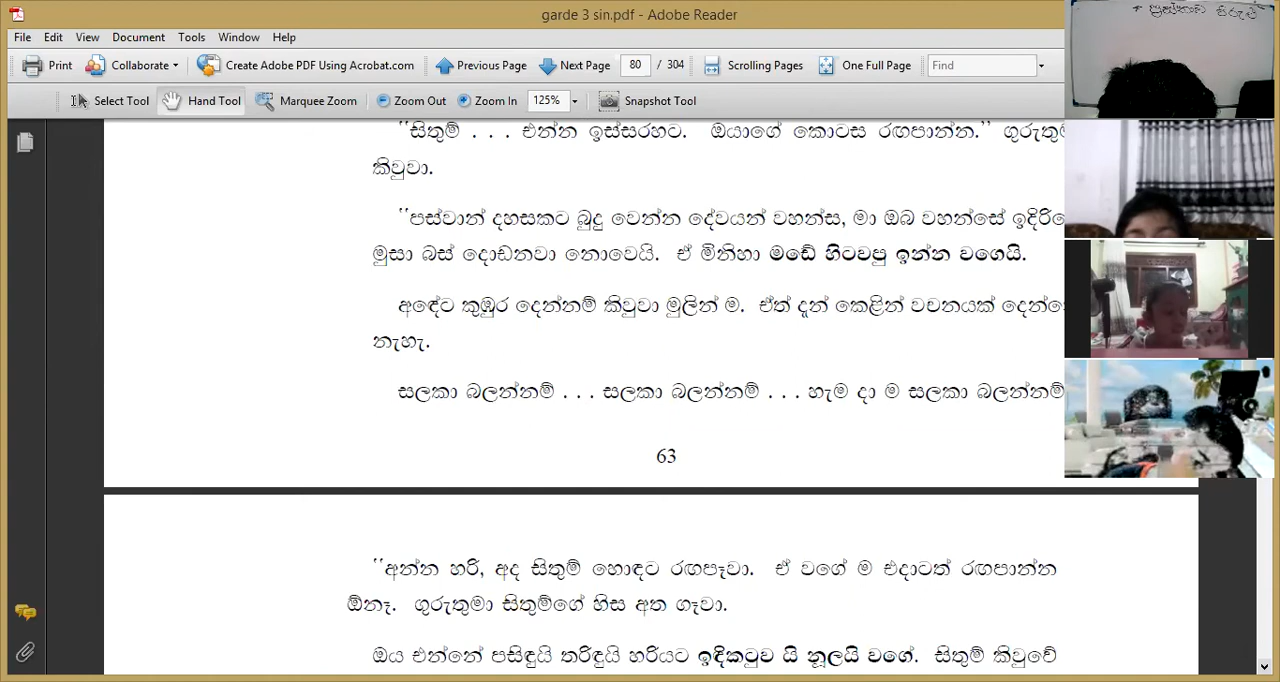 garde 3 sin.pdf - Adobe Reader
File Edit View Document Tools Window Help
Print Collaborate Create Adobe PDF Using Acrobat.com Previous Page Next Page 80 / 304 Scrolling Pages One Full Page Find
Select Tool Hand Tool Marquee Zoom Zoom Out Zoom In 125% Snapshot Tool
“සිතුම් . . . එන්න ඉස්සරහට. ඔයාගේ කොටස රඟපාන්න.” ගුරුතුමා
කිවුවා.
“පස්වාන් දහසකට බුදු වෙන්න දේවයන් වහන්ස, මා ඔබ වහන්සේ
මුසා බස් දොඩනවා නොවෙයි. ඒ මිනිහා මඩේ හිටවපු ඉන්න වගෙයි.
අඳේට කුඹුර දෙන්නම් කිවුවා මුලින් ම. ඒත් දූන් කෙළින් වචනයක්
නැහැ.
සලකා බලන්නම් . . . සලකා බලන්නම් . . . හැම දා ම සලකා බලන්නම්
63
“අන්න හරි, අද සිතුම් හොඳට රඟපෑවා. ඒ වගේ ම එදාටත් රඟපාන්න
ඕනෑ. ගුරුතුමා සිතුම්ගේ හිස අත ගෑවා.
ඔය එන්නේ පසිඳුයි තරිඳුයි හරියට ඉඳිකටුව යි නූලයි වගේ. සිතුම් කිවුවේ